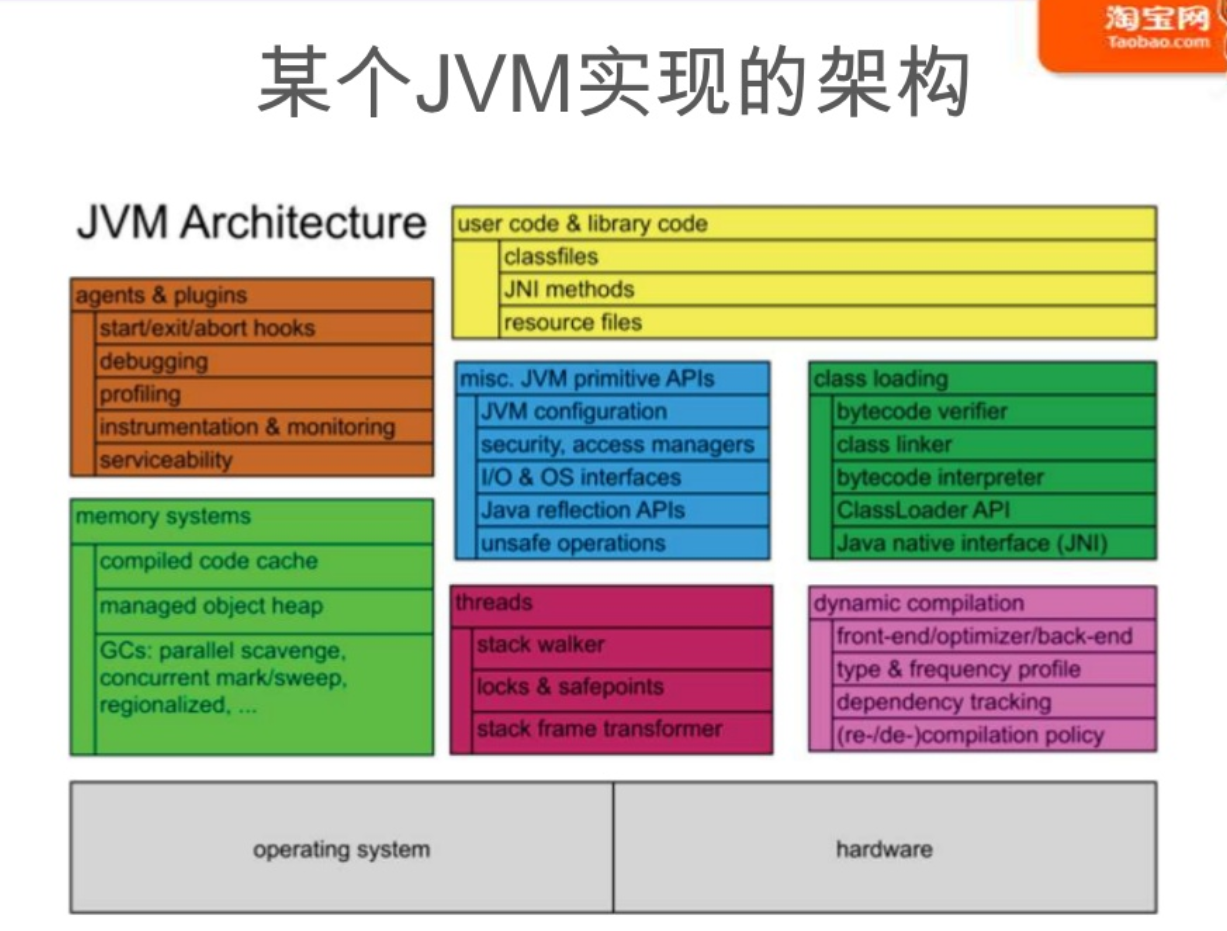 淘宝网
Taobao.com
某个JVM实现的架构
JVM Architecture
user code & library code
classfiles
JNI methods
resource files
agents & plugins
start/exit/abort hooks
debugging
profiling
instrumentation & monitoring
serviceability
misc. JVM primitive APIs
JVM configuration
security, access managers
I/O & OS interfaces
Java reflection APIs
unsafe operations
class loading
bytecode verifier
class linker
bytecode interpreter
ClassLoader API
Java native interface (JNI)
memory systems
compiled code cache
managed object heap
GCs: parallel scavenge,
concurrent mark/sweep,
regionalized, ...
threads
stack walker
locks & safepoints
stack frame transformer
dynamic compilation
front-end/optimizer/back-end
type & frequency profile
dependency tracking
(re-/de-)compilation policy
operating system
hardware